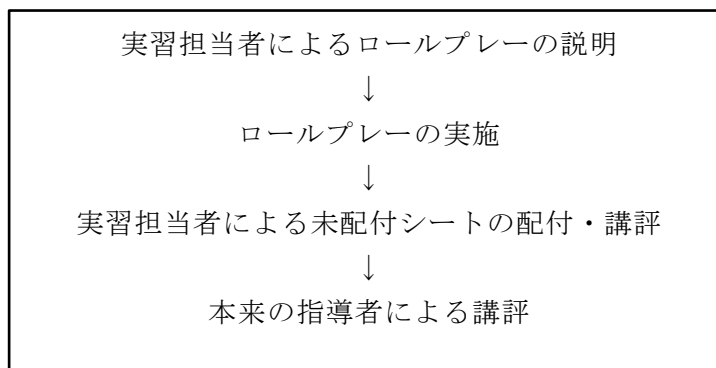 実習担当者によるロールプレーの説明
↓
ロールプレーの実施
↓
実習担当者による未配付シートの配付・講評
↓
本来の指導者による講評